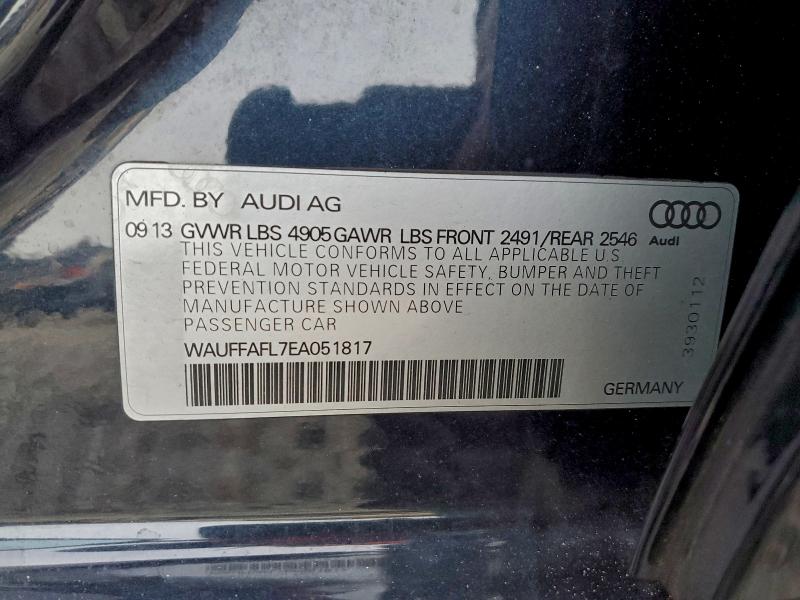 MFD. BY AUDI AG
09 13 GVWR LBS 4905 GAWR LBS FRONT 2491/REAR 2546
Audi
THIS VEHICLE CONFORMS TO ALL APPLICABLE U.S
FEDERAL MOTOR VEHICLE SAFETY, BUMPER AND THEFT
PREVENTION STANDARDS IN EFFECT ON THE DATE OF
MANUFACTURE SHOWN ABOVE
PASSENGER CAR
WAUFFAFL7EA051817
GERMANY
3930112